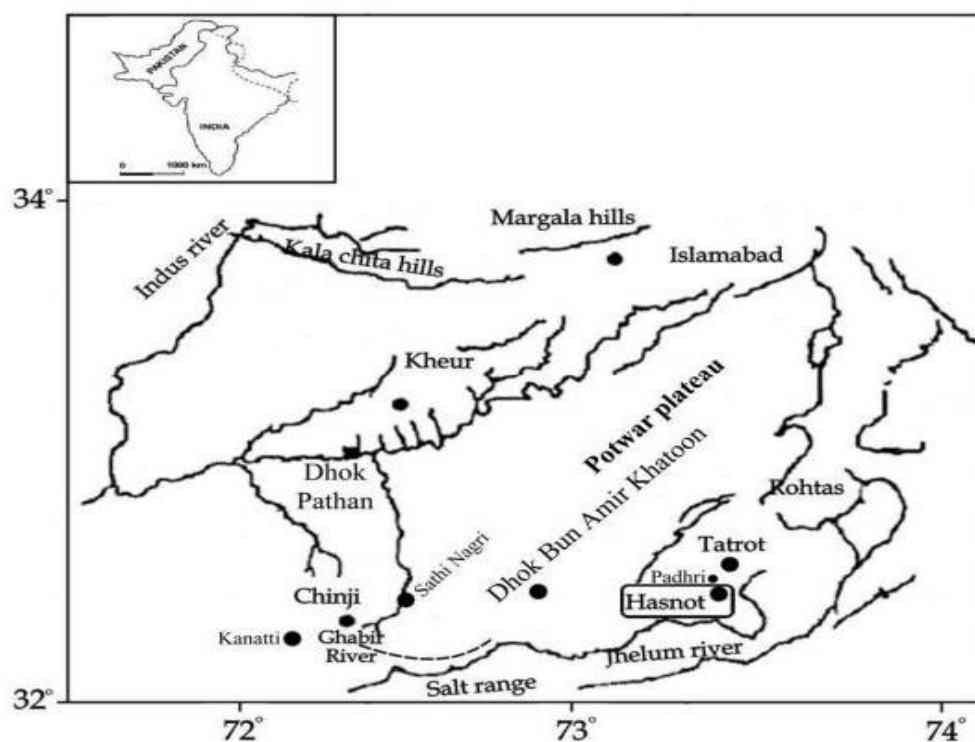 PAKISTAN
INDIA
0 1000 km
34°
Margala hills
Indus river
Kala chita hills
Islamabad
Kheur
Potwar plateau
Dhok
Pathan
Dhok Bun Amir Khatoon
Rohtas
Sathi Nagri
Tatrot
Padhri
Chinji
Hasnot
Kanatti
Ghabir
River
Jhelum river
Salt range
32°
72°
73°
74°